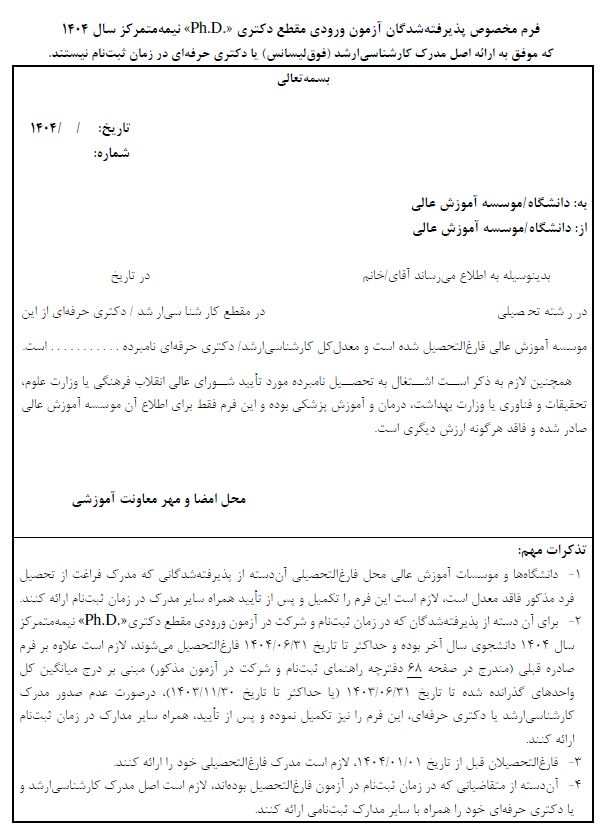 فرم مخصوص پذیرفته‌شدگان آزمون ورودی مقطع دکتری «Ph.D.» نیمه‌متمرکز سال ۱۴۰۴
که موفق به ارائه اصل مدرک کارشناسی‌ارشد (فوق‌لیسانس) یا دکتری حرفه‌ای در زمان ثبت‌نام نیستند.
بسمه‌تعالی
تاریخ: / /۱۴۰۴
شماره:
به: دانشگاه/موسسه آموزش عالی
از: دانشگاه/موسسه آموزش عالی
بدینوسیله به اطلاع می‌رساند آقای/خانم در تاریخ
در رشته تحصیلی در مقطع کارشناسی‌ارشد / دکتری حرفه‌ای از این
موسسه آموزش عالی فارغ‌التحصیل شده است و معدل‌کل کارشناسی‌ارشد/ دکتری حرفه‌ای نامبرده . . . . . . . . . . . است.
همچنین لازم به ذکر است اشتغال به تحصیل نامبرده مورد تأیید شورای عالی انقلاب فرهنگی یا وزارت علوم،
تحقیقات و فناوری یا وزارت بهداشت، درمان و آموزش پزشکی بوده و این فرم فقط برای اطلاع آن موسسه آموزش عالی
صادر شده و فاقد هرگونه ارزش دیگری است.
محل امضا و مهر معاونت آموزشی
تذکرات مهم:
۱- دانشگاه‌ها و موسسات آموزش عالی محل فارغ‌التحصیلی آن‌دسته از پذیرفته‌شدگانی که مدرک فراغت از تحصیل
فرد مذکور فاقد معدل است، لازم است این فرم را تکمیل و پس از تأیید همراه سایر مدرک در زمان ثبت‌نام ارائه کنند.
۲- برای آن دسته از پذیرفته‌شدگان که در زمان ثبت‌نام و شرکت در آزمون ورودی مقطع دکتری«Ph.D.» نیمه‌متمرکز
سال ۱۴۰۴ دانشجوی سال آخر بوده و حداکثر تا تاریخ ۱۴۰۴/۰۶/۳۱ فارغ‌التحصیل می‌شوند، لازم است علاوه بر فرم
صادره قبلی (مندرج در صفحه ۶۸ دفترچه راهنمای ثبت‌نام و شرکت در آزمون مذکور) مبنی بر درج میانگین کل
واحدهای گذرانده شده تا تاریخ ۱۴۰۳/۰۶/۳۱ (یا حداکثر تا تاریخ ۱۴۰۳/۱۱/۳۰)، درصورت عدم صدور مدرک
کارشناسی‌ارشد یا دکتری حرفه‌ای، این فرم را نیز تکمیل نموده و پس از تأیید، همراه سایر مدارک در زمان ثبت‌نام
ارائه کنند.
۳- فارغ‌التحصیلان قبل از تاریخ ۱۴۰۴/۰۱/۰۱، لازم است مدرک فارغ‌التحصیلی خود را ارائه کنند.
۴- آن‌دسته از متقاضیانی که در زمان ثبت‌نام در آزمون فارغ‌التحصیل بوده‌اند، لازم است اصل مدرک کارشناسی‌ارشد و
یا دکتری حرفه‌ای خود را همراه با سایر مدارک ثبت‌نامی ارائه کنند.